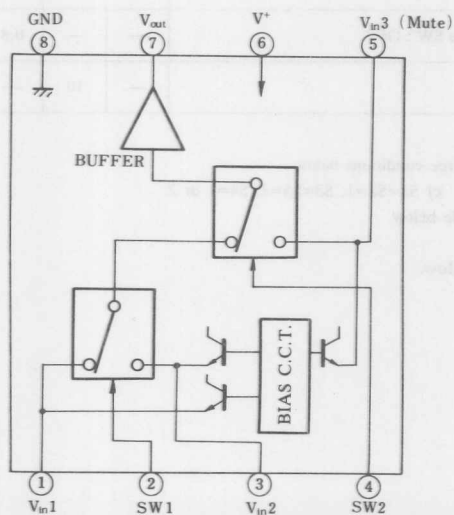 GND
Vout
V+
Vin3 (Mute)
8
7
6
5
BUFFER
BIAS C.C.T.
1
2
3
4
Vin1
SW1
Vin2
SW2